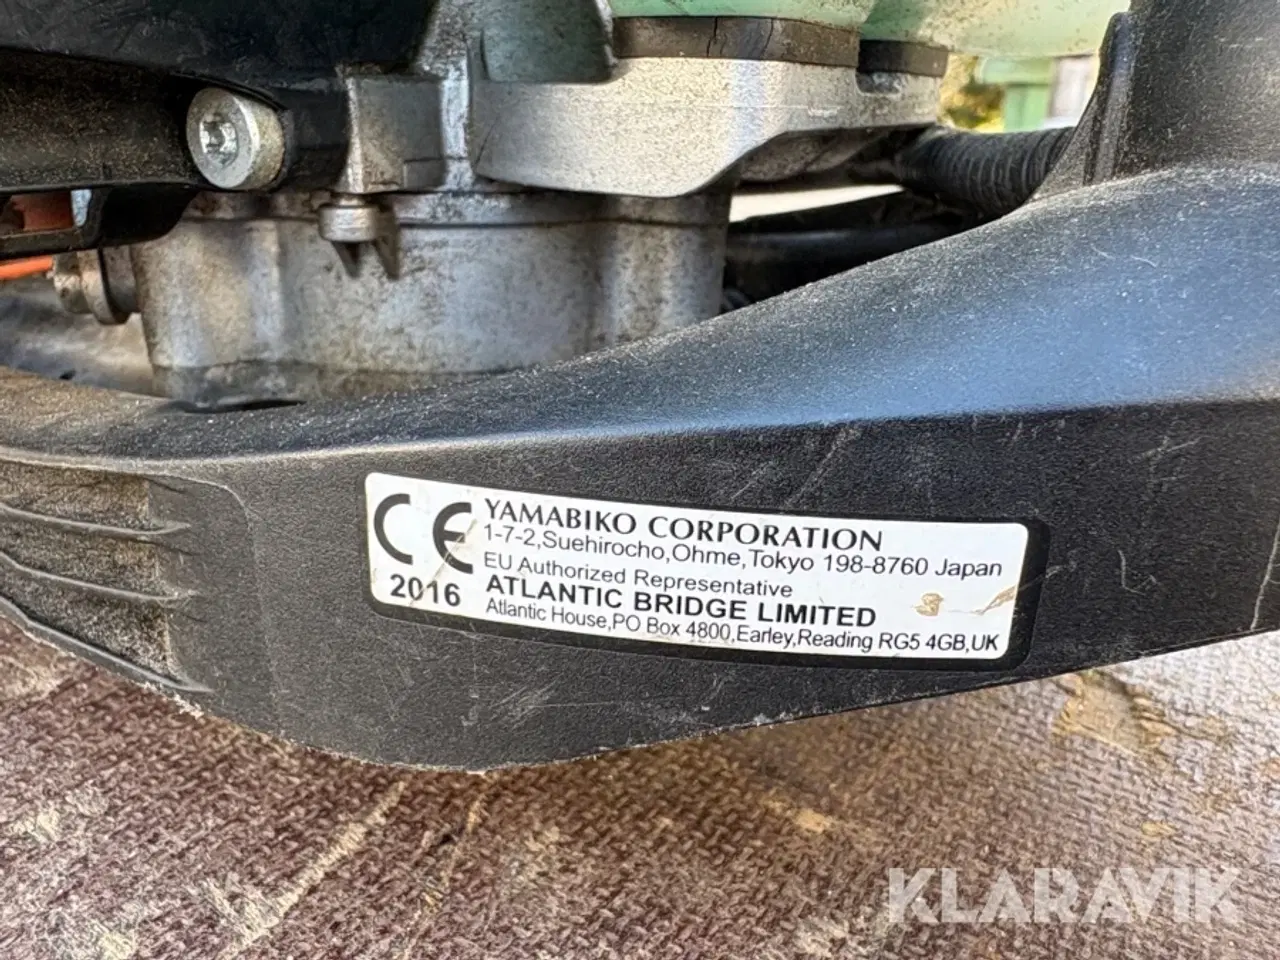 CE
2016
YAMABIKO CORPORATION
1-7-2,Suehirocho,Ohme,Tokyo 198-8760 Japan
EU Authorized Representative
ATLANTIC BRIDGE LIMITED
Atlantic House,PO Box 4800,Earley,Reading RG5 4GB,UK
KLARAVIK